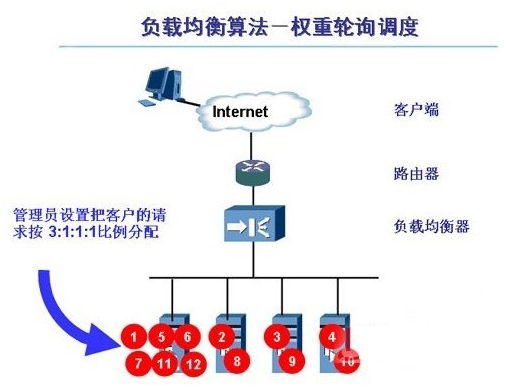 负载均衡算法－权重轮询调度
Internet
客户端
路由器
管理员设置把客户的请
求按 3:1:1:1比例分配
负载均衡器
1 5 6 2 3 4
7 11 12 8 9 10